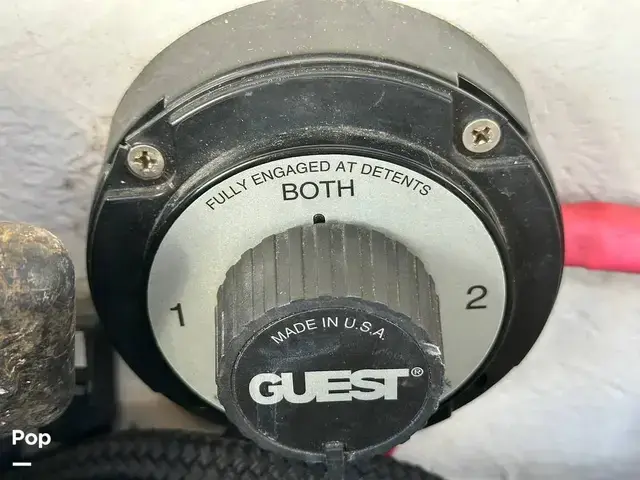 FULLY ENGAGED AT DETENTS
BOTH
1
2
MADE IN U.S.A.
GUEST®
Pop